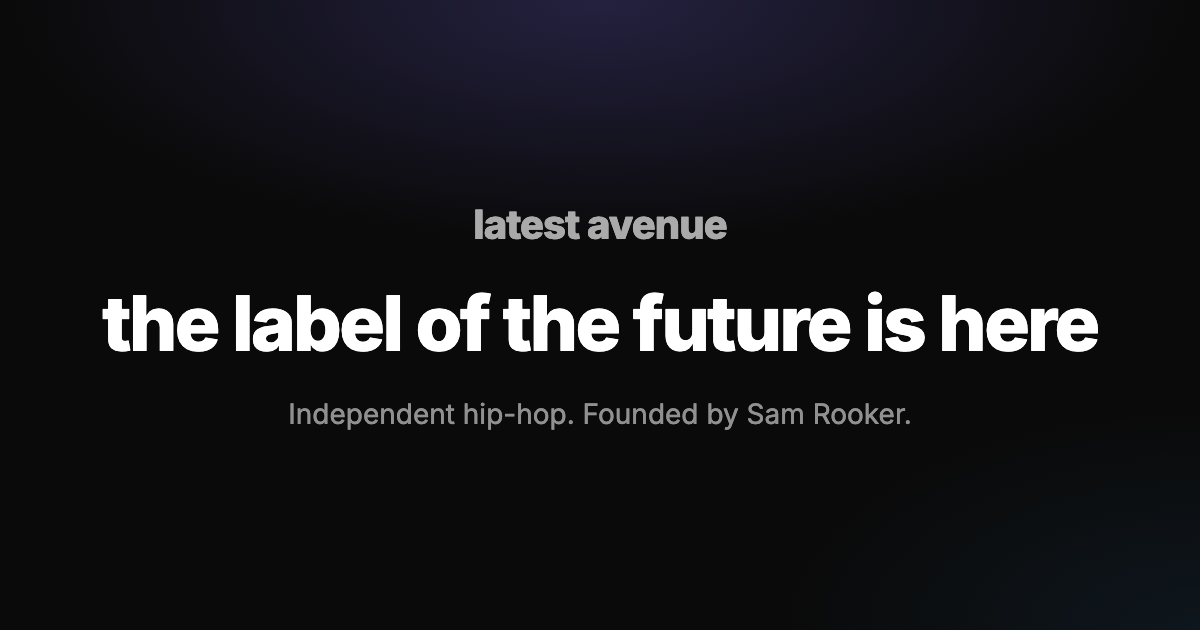 latest avenue
the label of the future is here
Independent hip-hop. Founded by Sam Rooker.